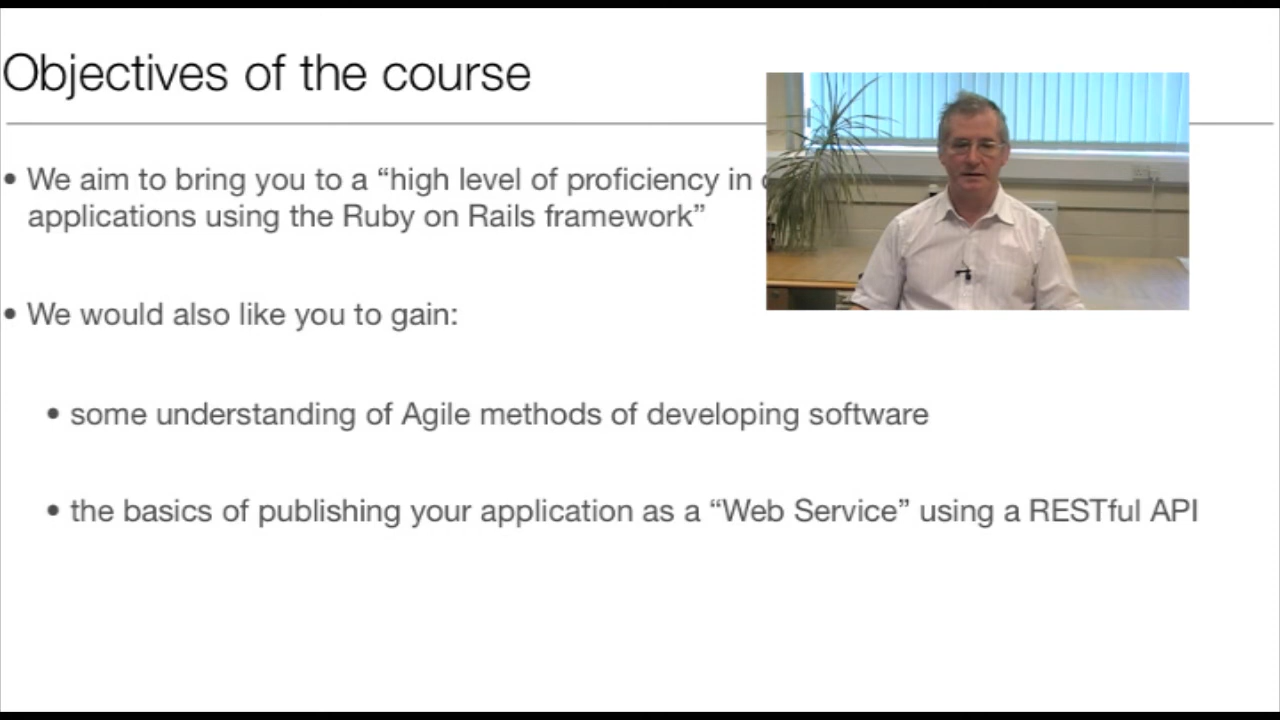 Objectives of the course
• We aim to bring you to a “high level of proficiency in
applications using the Ruby on Rails framework”
• We would also like you to gain:
• some understanding of Agile methods of developing software
• the basics of publishing your application as a “Web Service” using a RESTful API